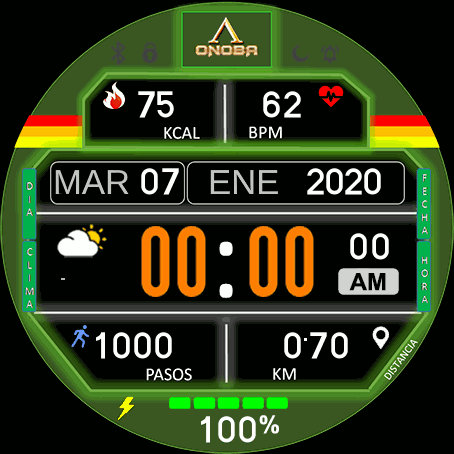 ONOBA
75 62
KCAL BPM
MAR 07 ENE 2020
DIA
FECHA
CLIMA
00:00 00
AM
HORA
-
1000 0.70
PASOS KM
DISTANCIA
100%